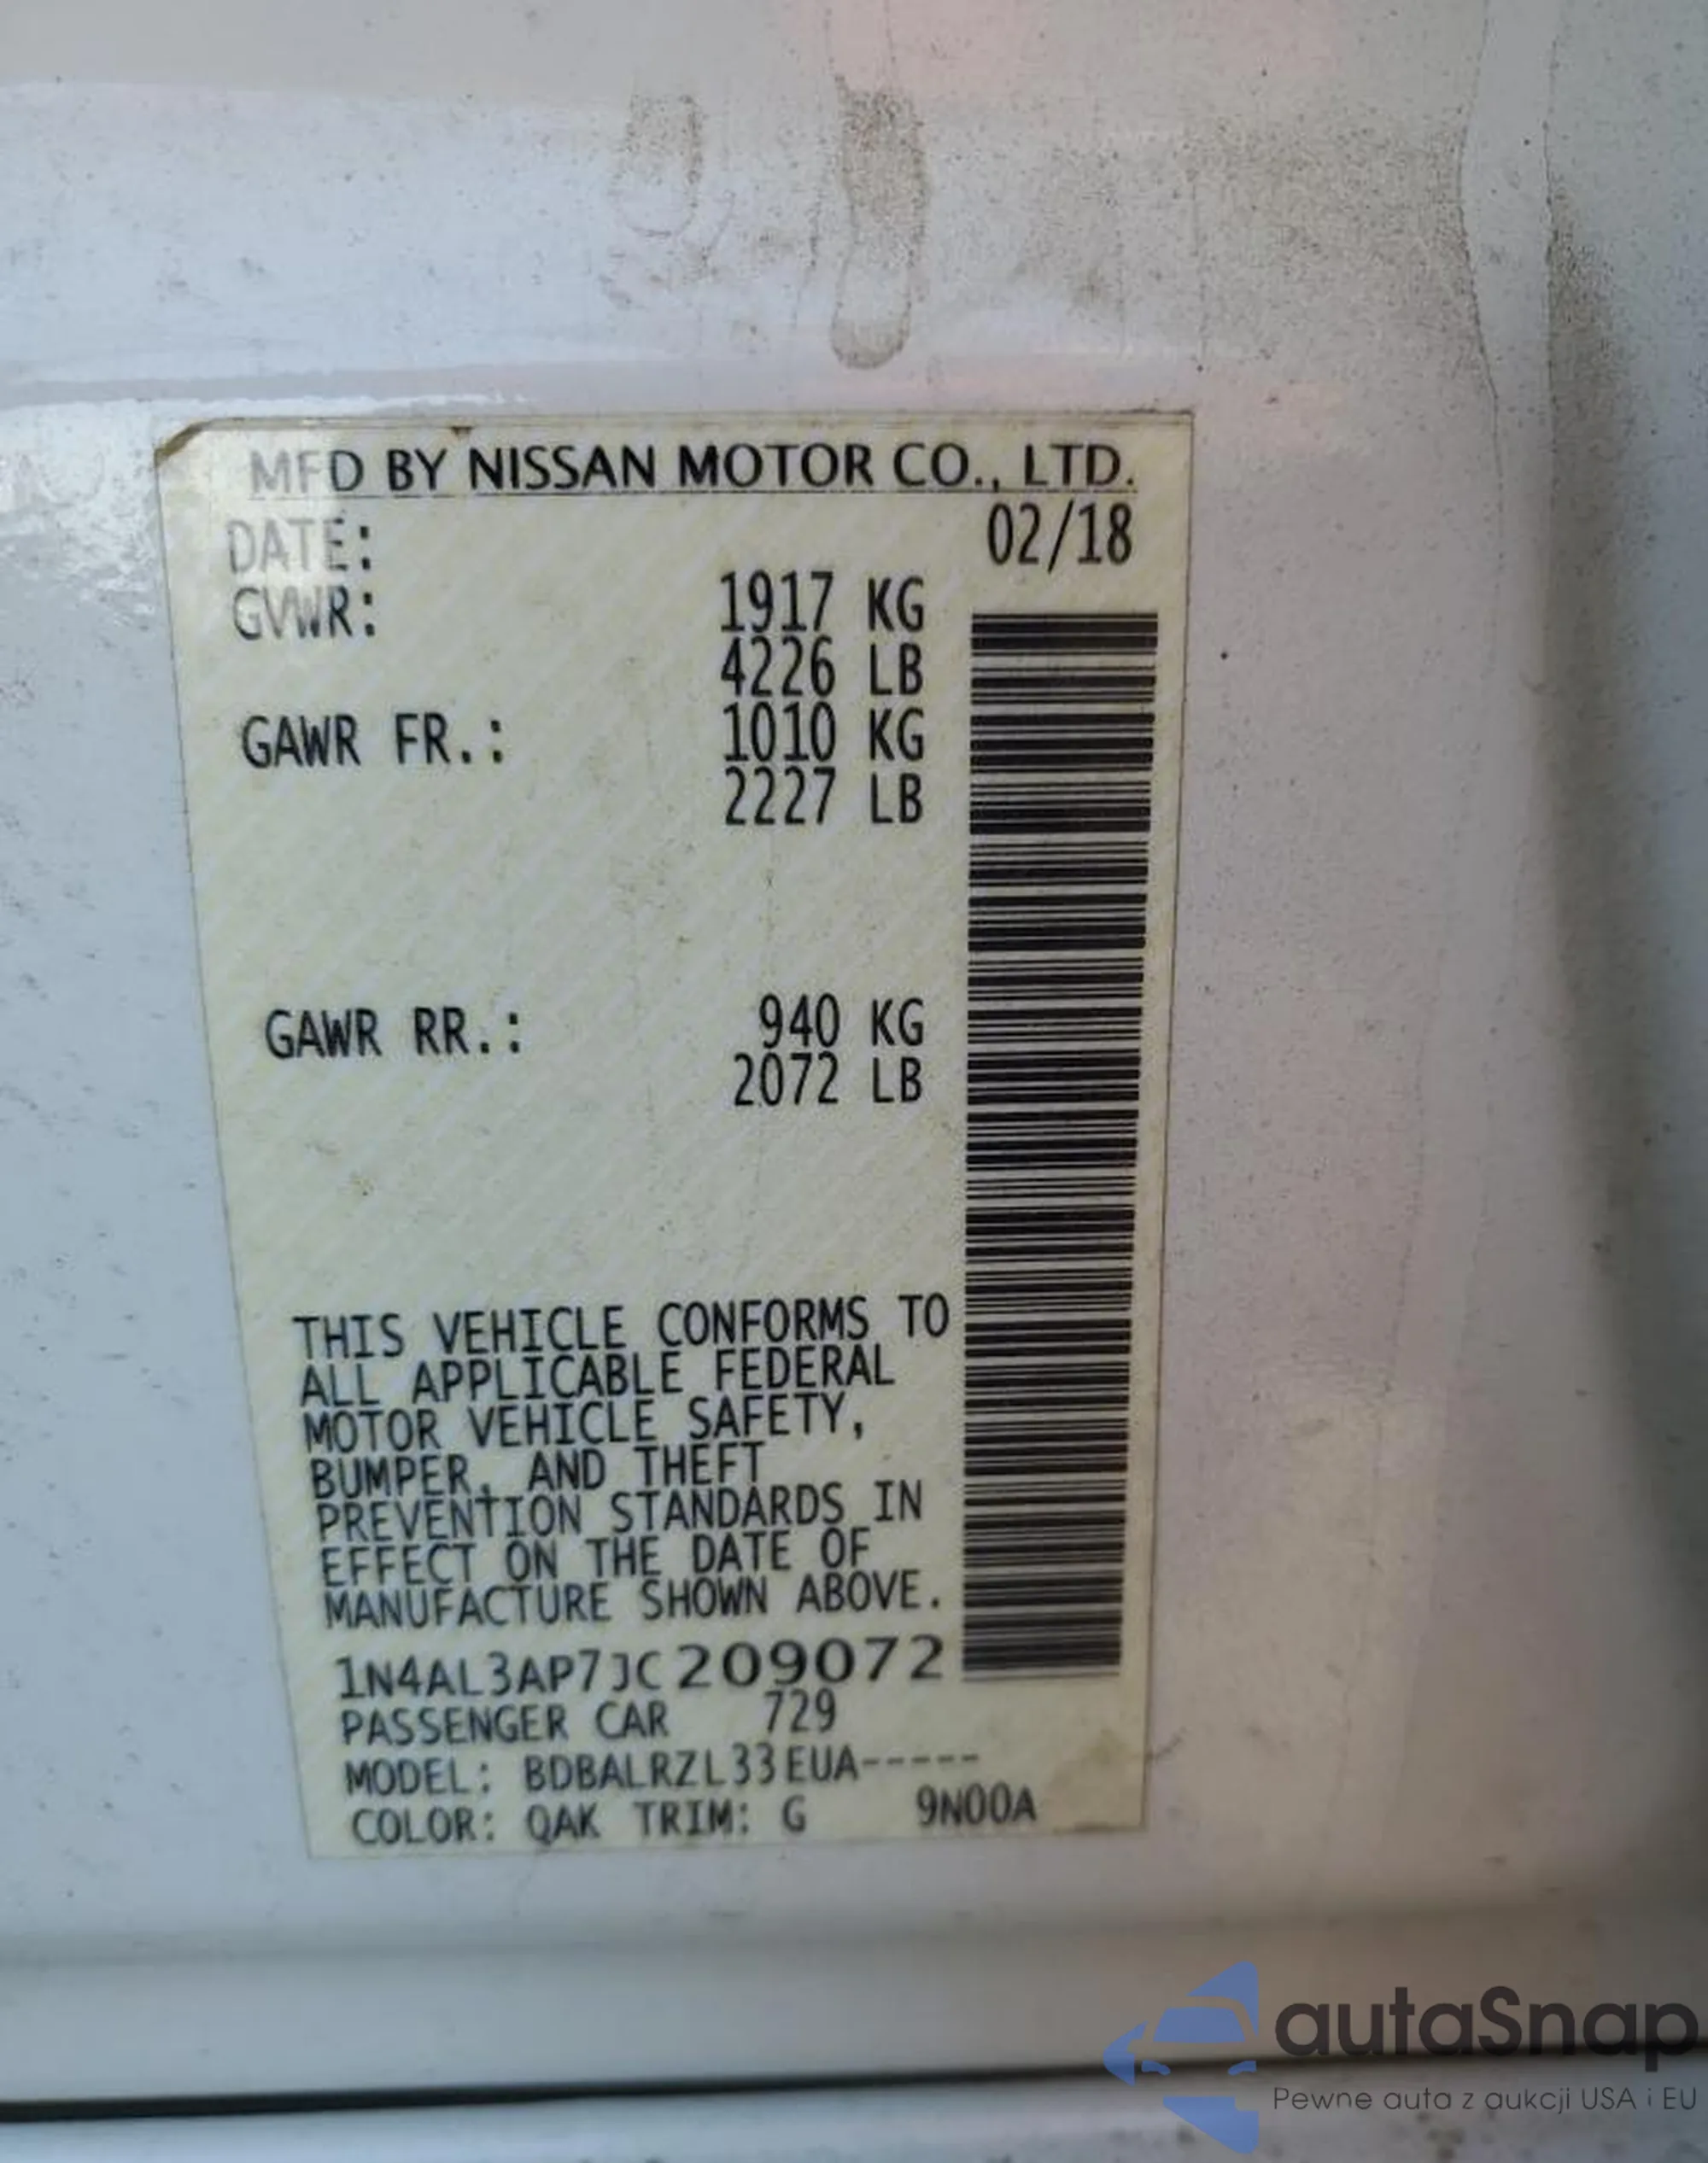 MFD BY NISSAN MOTOR CO., LTD.
DATE: 02/18
GVWR: 1917 KG
4226 LB
GAWR FR.: 1010 KG
2227 LB
GAWR RR.: 940 KG
2072 LB
THIS VEHICLE CONFORMS TO
ALL APPLICABLE FEDERAL
MOTOR VEHICLE SAFETY,
BUMPER, AND THEFT
PREVENTION STANDARDS IN
EFFECT ON THE DATE OF
MANUFACTURE SHOWN ABOVE.
1N4AL3AP7JC209072
PASSENGER CAR 729
MODEL: BDBALRZL33EUA-----
COLOR: QAK TRIM: G 9N00A
autaSnap
Pewne auta z aukcji USA i EU